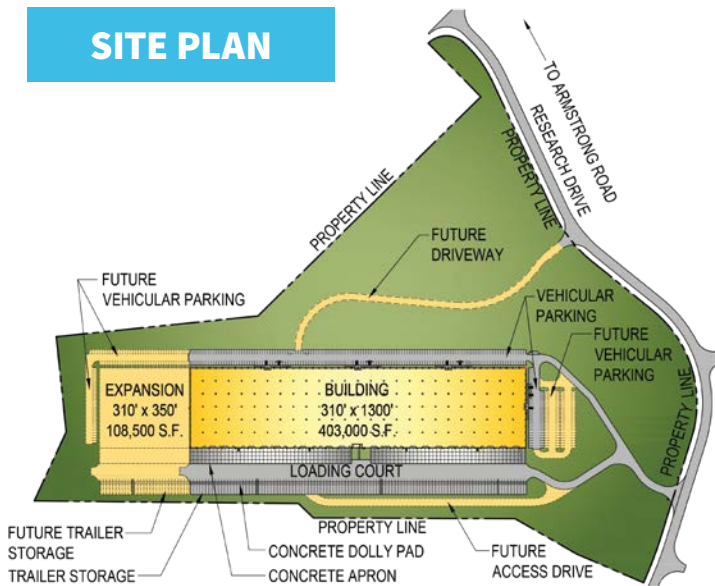 SITE PLAN
TO ARMSTRONG ROAD
RESEARCH DRIVE
PROPERTY LINE
PROPERTY LINE
FUTURE
DRIVEWAY
FUTURE
VEHICULAR PARKING
VEHICULAR
PARKING
FUTURE
VEHICULAR
PARKING
EXPANSION
310' x 350'
108,500 S.F.
BUILDING
310' x 1300'
403,000 S.F.
PROPERTY LINE
LOADING COURT
FUTURE TRAILER
STORAGE
TRAILER STORAGE
PROPERTY LINE
CONCRETE DOLLY PAD
CONCRETE APRON
FUTURE
ACCESS DRIVE